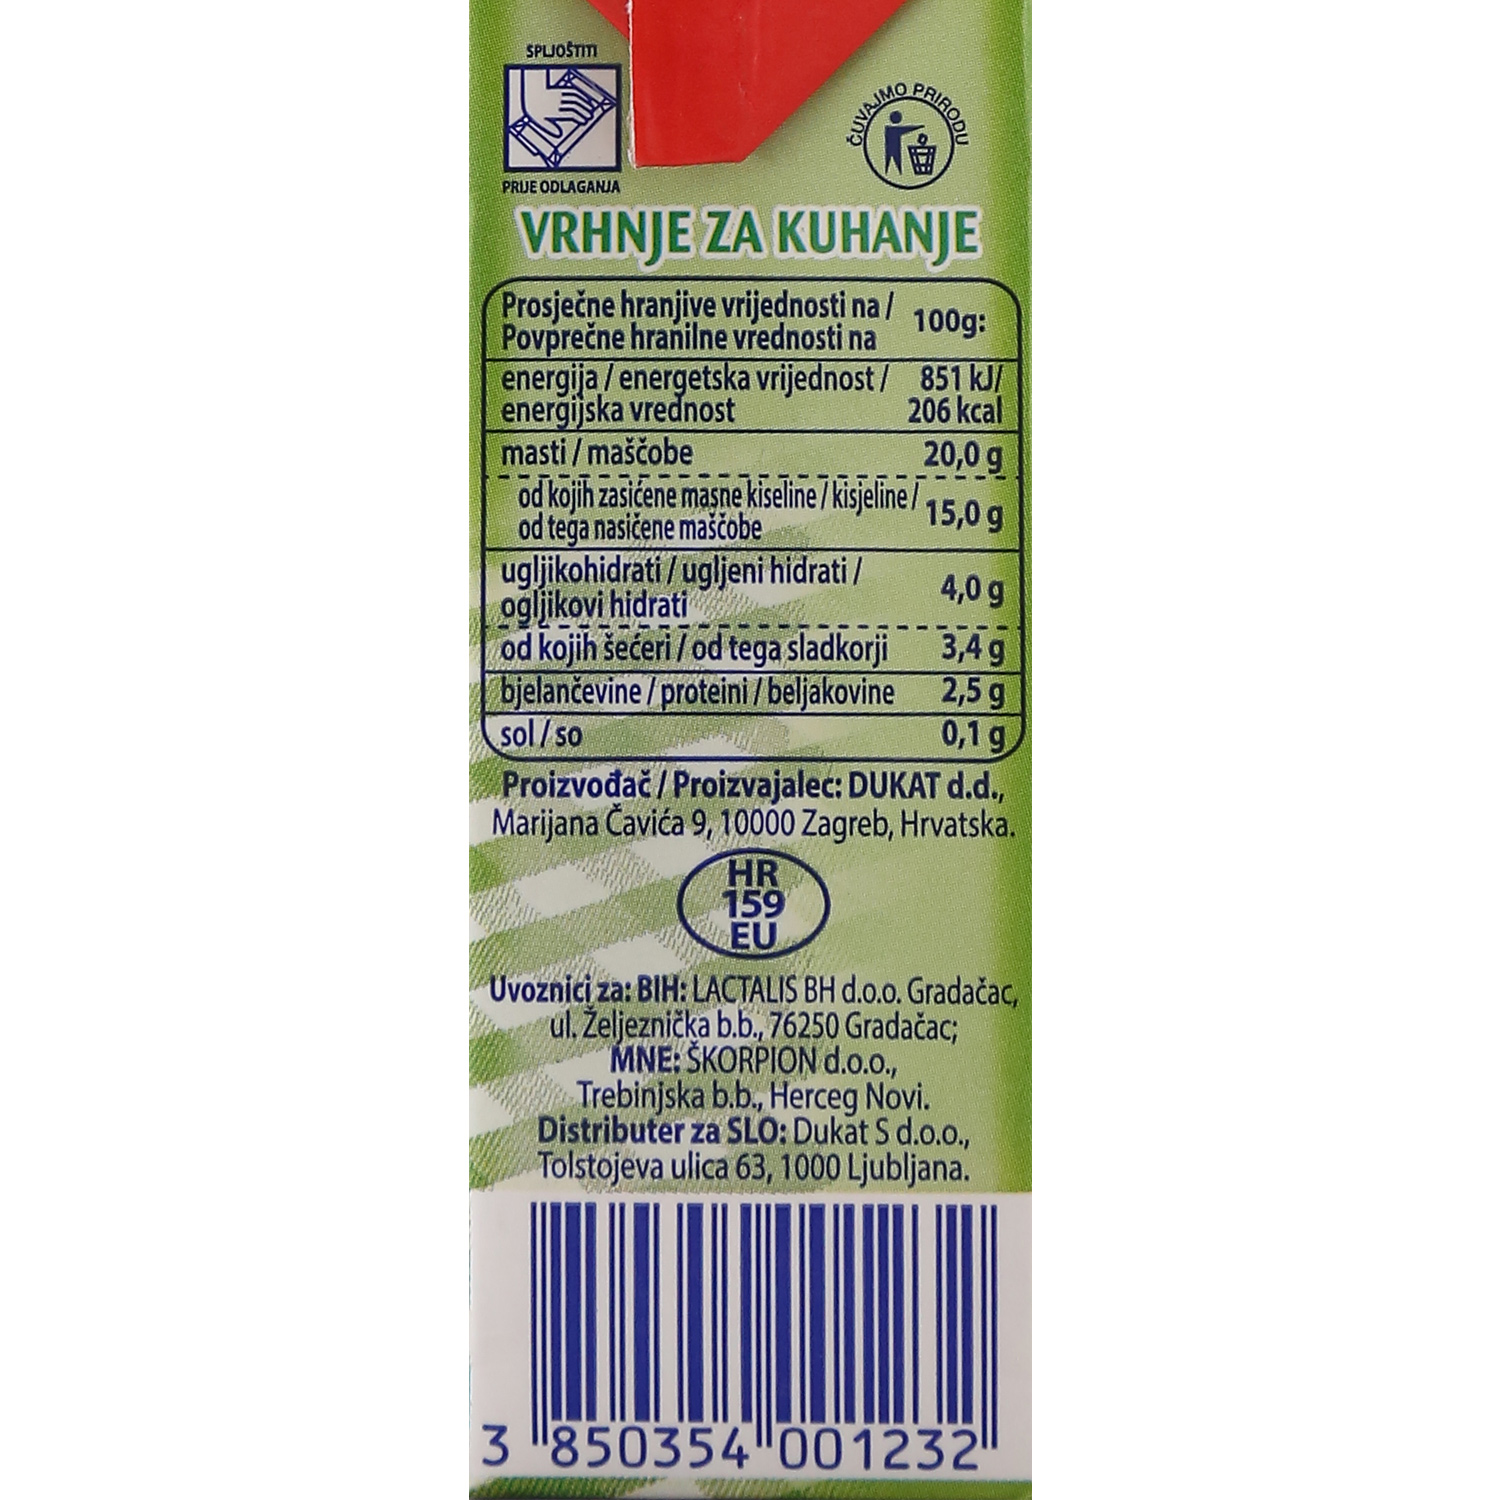 SPLJOŠTITI
PRIJE ODLAGANJA
ČUVAJMO PRIRODU
VRHNJE ZA KUHANJE
Prosječne hranjive vrijednosti na /
Povprečne hranilne vrednosti na 100g:
energija / energetska vrijednost / 851 kJ/
energijska vrednost 206 kcal
masti / maščobe 20,0 g
od kojih zasićene masne kiseline / kisjeline /
od tega nasičene maščobe 15,0 g
ugljikohidrati / ugljeni hidrati /
ogljikovi hidrati 4,0 g
od kojih šećeri / od tega sladkorji 3,4 g
bjelančevine / proteini / beljakovine 2,5 g
sol / so 0,1 g
Proizvođač / Proizvajalec: DUKAT d.d.,
Marijana Čavića 9, 10000 Zagreb, Hrvatska.
HR
159
EU
Uvoznici za: BIH: LACTALIS BH d.o.o. Gradačac,
ul. Željeznička b.b., 76250 Gradačac;
MNE: ŠKORPION d.o.o.,
Trebinjska b.b., Herceg Novi.
Distributer za SLO: Dukat S d.o.o.,
Tolstojeva ulica 63, 1000 Ljubljana.
3 850354 001232